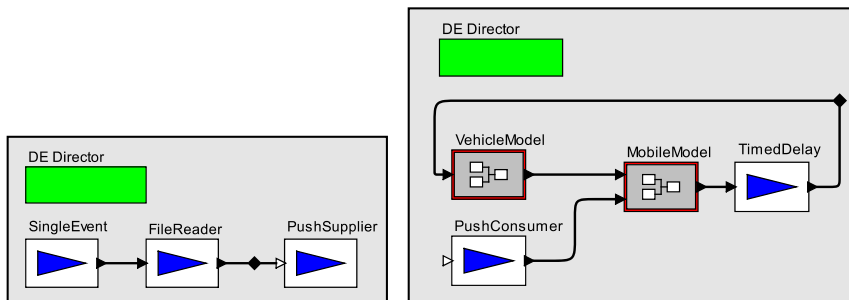 DE Director
SingleEvent
FileReader
PushSupplier
DE Director
VehicleModel
MobileModel
TimedDelay
PushConsumer